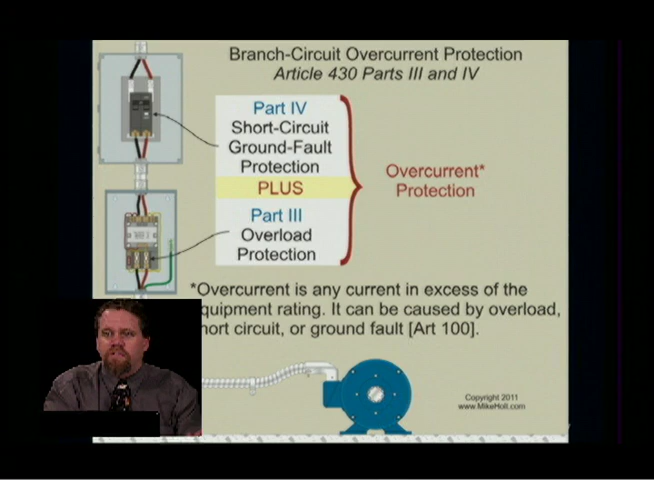 Branch-Circuit Overcurrent Protection
Article 430 Parts III and IV
Part IV
Short-Circuit
Ground-Fault
Protection
PLUS
Part III
Overload
Protection
Overcurrent*
Protection
*Overcurrent is any current in excess of the
equipment rating. It can be caused by overload,
short circuit, or ground fault [Art 100].
Copyright 2011
www.MikeHolt.com